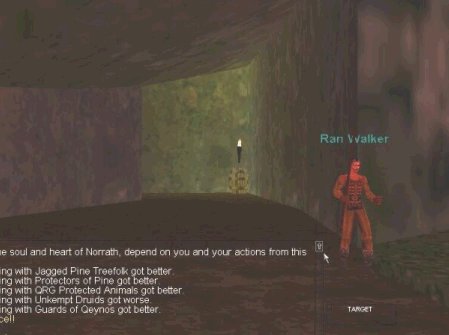 Ran Walker
e soul and heart of Norrath, depend on you and your actions from this
ing with Jagged Pine Treefolk got better.
ing with Protectors of Pine got better.
ing with QRG Protected Animals got better.
ing with Unkempt Druids got worse.
ing with Guards of Qeynos got better.
cell
TARGET